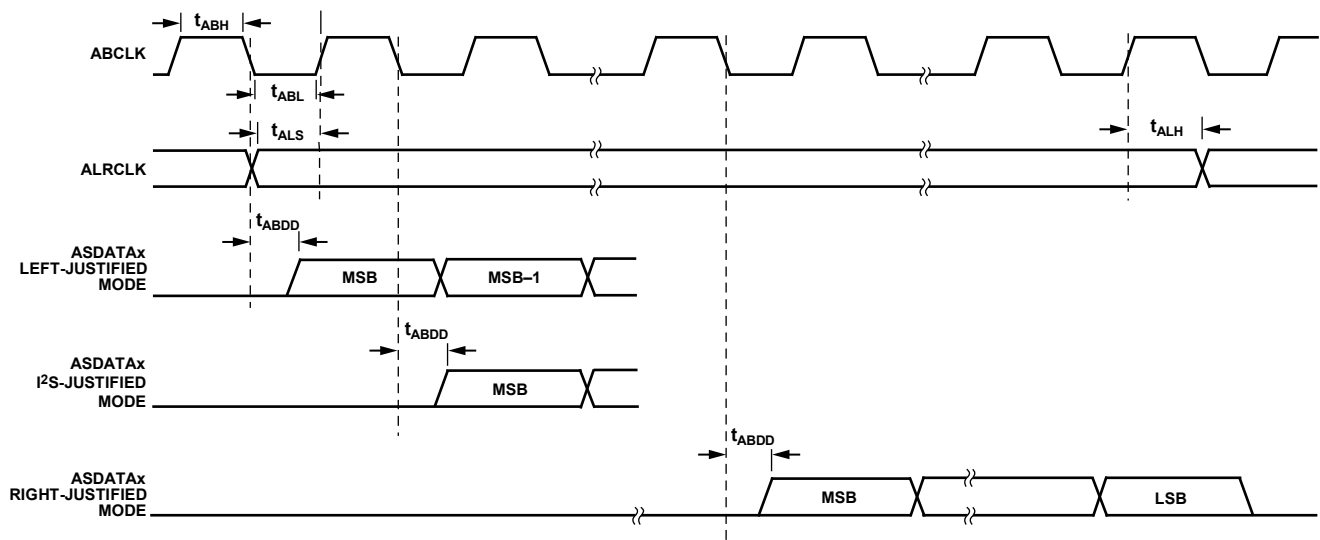 tABH
ABCLK
tABL
tALS
tALH
ALRCLK
tABDD
ASDATAx
LEFT-JUSTIFIED
MODE
MSB
MSB–1
tABDD
ASDATAx
I²S-JUSTIFIED
MODE
MSB
tABDD
ASDATAx
RIGHT-JUSTIFIED
MODE
MSB
LSB